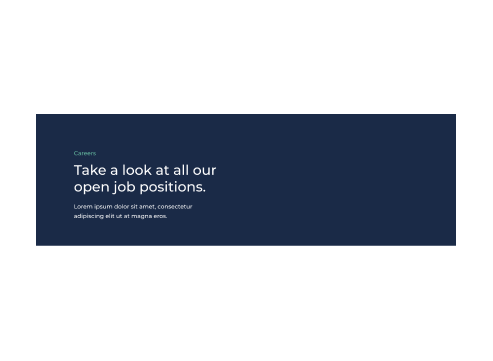 Careers
Take a look at all our
open job positions.
Lorem ipsum dolor sit amet, consectetur
adipiscing elit ut at magna eros.